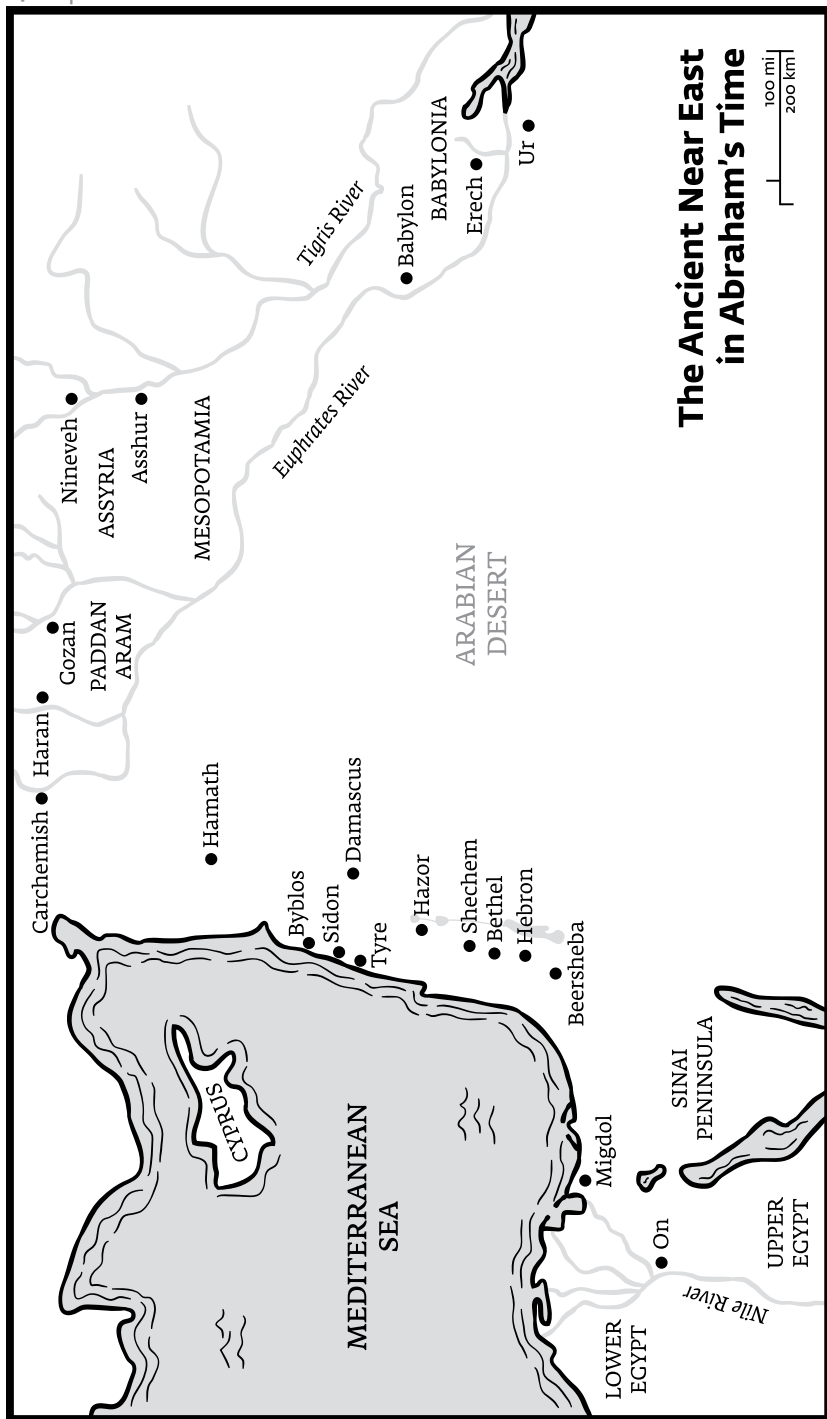 Carchemish
Haran
Gozan
PADDAN
ARAM
Nineveh
ASSYRIA
Asshur
MESOPOTAMIA
Tigris River
Euphrates River
Babylon
BABYLONIA
Erech
Ur
Hamath
CYPRUS
Byblos
Sidon
Damascus
Tyre
Hazor
ARABIAN
DESERT
MEDITERRANEAN
SEA
Shechem
Bethel
Hebron
Beersheba
Migdol
On
Nile River
LOWER
EGYPT
SINAI
PENINSULA
UPPER
EGYPT
The Ancient Near East
in Abraham's Time
100 mi
200 km